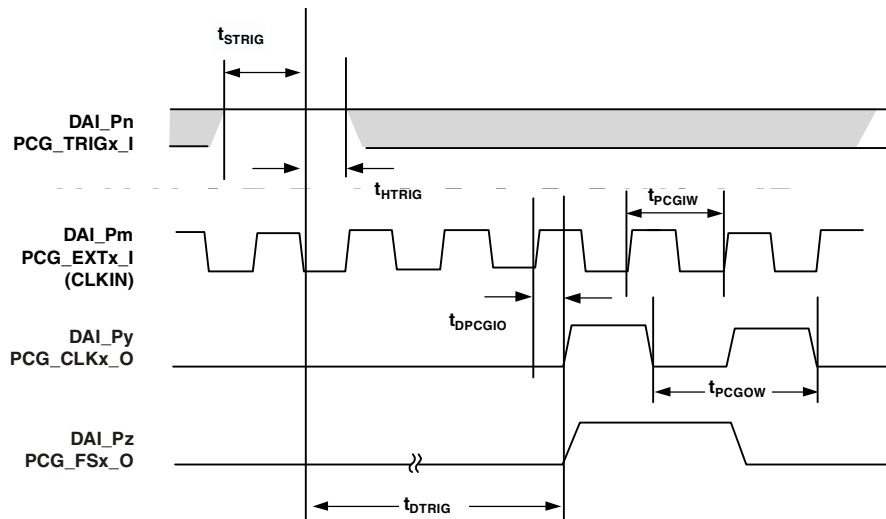 tSTRIG
DAI_Pn
PCG_TRIGx_I
tHTRIG
tPCGIW
DAI_Pm
PCG_EXTx_I
(CLKIN)
tDPCGIO
DAI_Py
PCG_CLKx_O
tPCGOW
DAI_Pz
PCG_FSx_O
tDTRIG